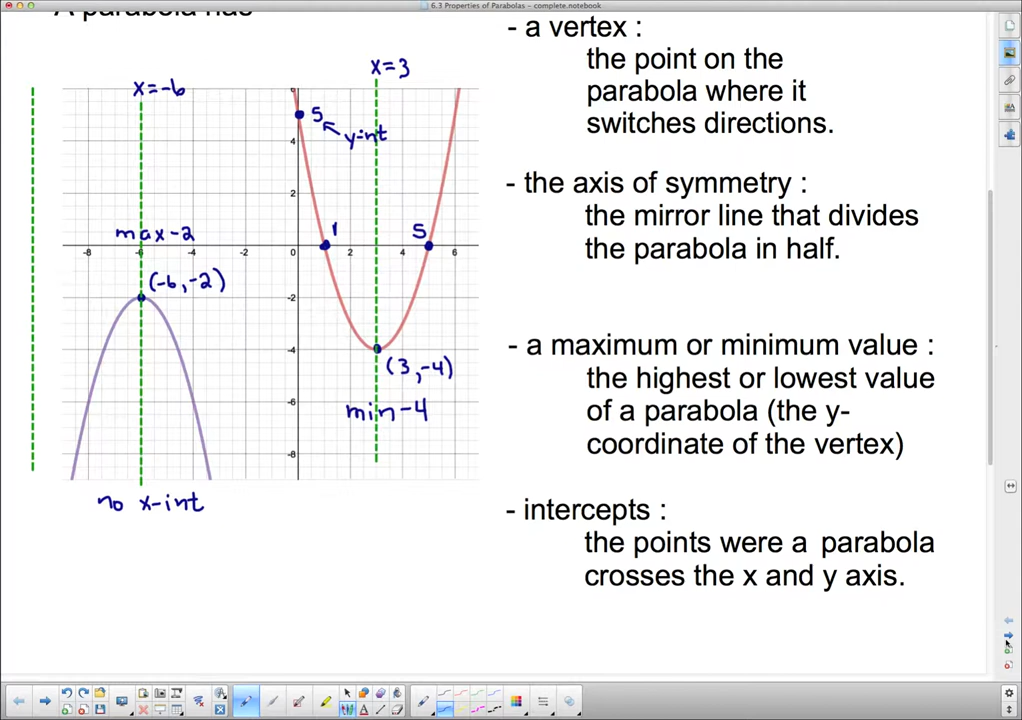 6.3 Properties of Parabolas - complete.notebook
A parabola has
- a vertex :
the point on the
parabola where it
switches directions.
- the axis of symmetry :
the mirror line that divides
the parabola in half.
- a maximum or minimum value :
the highest or lowest value
of a parabola (the y-
coordinate of the vertex)
- intercepts :
the points were a parabola
crosses the x and y axis.
x=3
x=-6
6
5
y-int
4
2
max-2
1
5
-8 -6 -4 -2 0 2 4 6
(-6,-2)
-2
-4
(3,-4)
-6
min-4
-8
no x-int